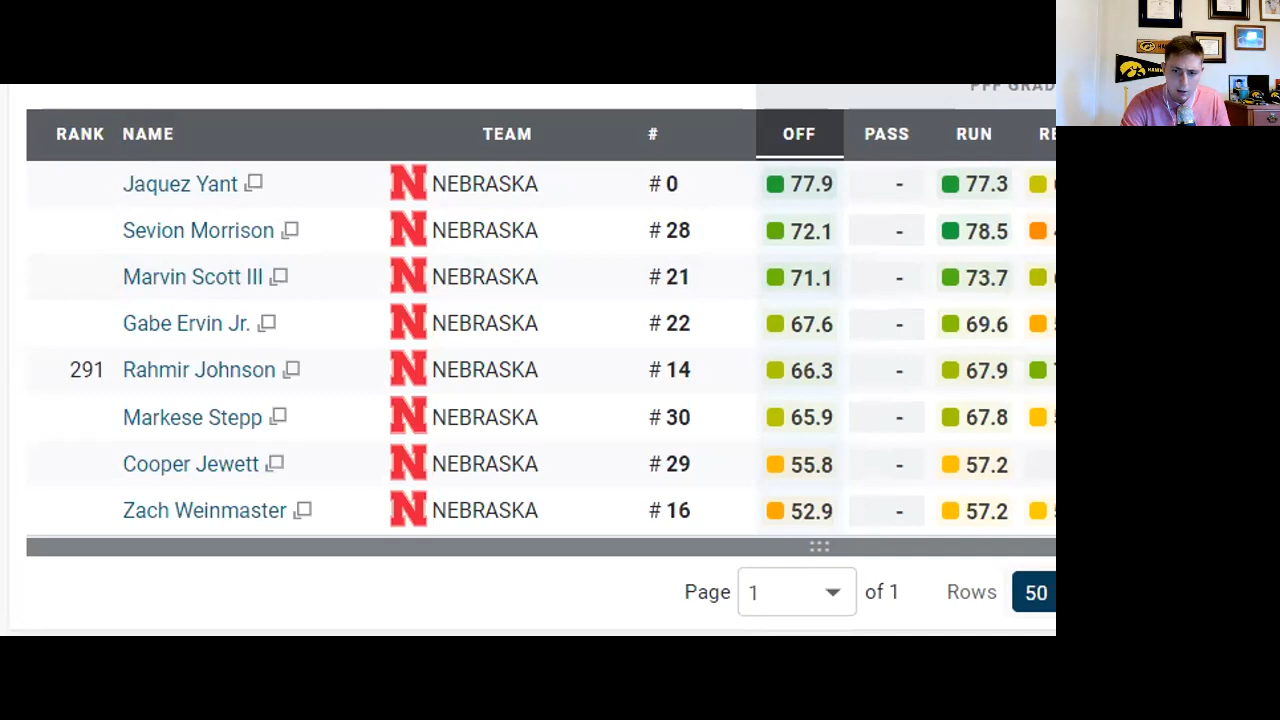 PFF GRAD
RANK NAME TEAM # OFF PASS RUN RE
Jaquez Yant N NEBRASKA # 0 77.9 - 77.3
Sevion Morrison N NEBRASKA # 28 72.1 - 78.5
Marvin Scott III N NEBRASKA # 21 71.1 - 73.7
Gabe Ervin Jr. N NEBRASKA # 22 67.6 - 69.6
291 Rahmir Johnson N NEBRASKA # 14 66.3 - 67.9
Markese Stepp N NEBRASKA # 30 65.9 - 67.8
Cooper Jewett N NEBRASKA # 29 55.8 - 57.2
Zach Weinmaster N NEBRASKA # 16 52.9 - 57.2
Page 1 of 1 Rows 50